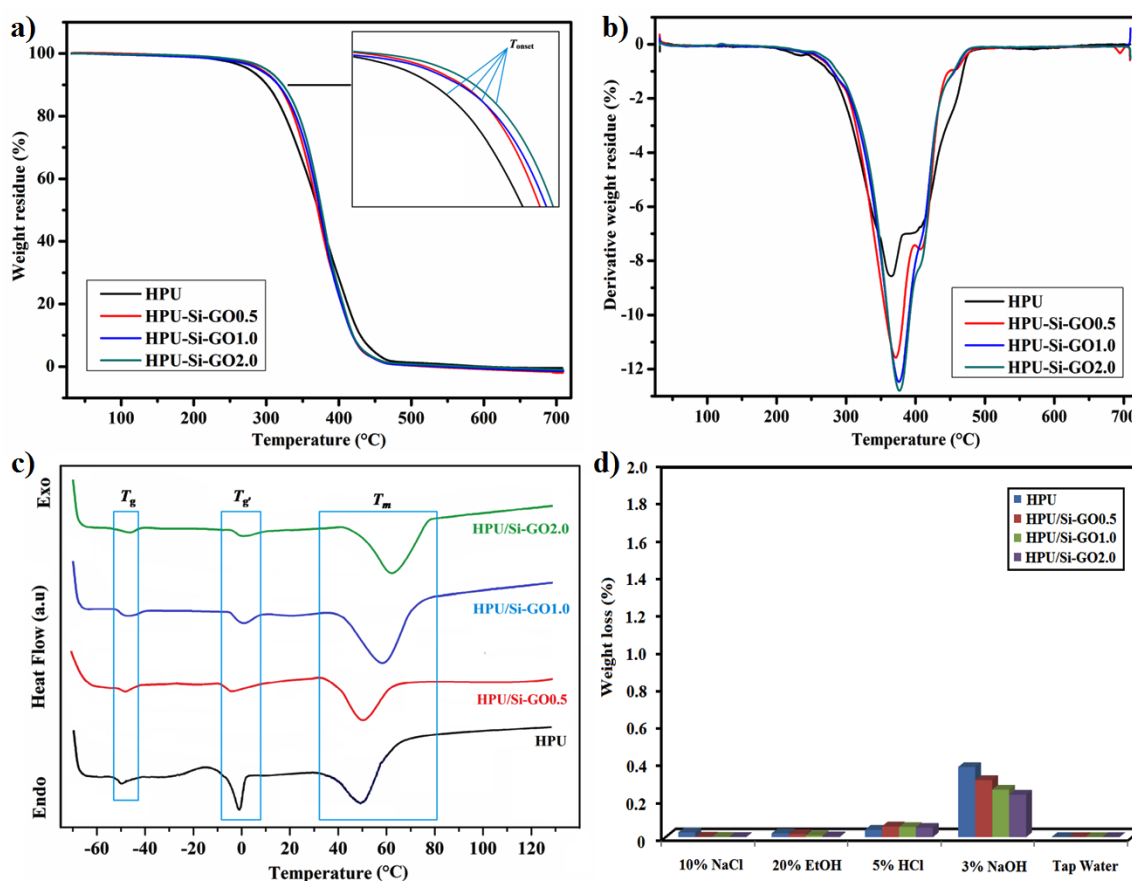 a)
Weight residue (%)
100
80
60
40
20
0
T onset
HPU
HPU-Si-GO0.5
HPU-Si-GO1.0
HPU-Si-GO2.0
100 200 300 400 500 600 700
Temperature (°C)
b)
Derivative weight residue (%)
0
-2
-4
-6
-8
-10
-12
HPU
HPU-Si-GO0.5
HPU-Si-GO1.0
HPU-Si-GO2.0
100 200 300 400 500 600 700
Temperature (°C)
c)
Exo
Heat Flow (a.u)
Endo
Tg
Tg'
Tm
HPU/Si-GO2.0
HPU/Si-GO1.0
HPU/Si-GO0.5
HPU
-60 -40 -20 0 20 40 60 80 100 120
Temperature (°C)
d)
Weight loss (%)
2.0
1.8
1.6
1.4
1.2
1.0
0.8
0.6
0.4
0.2
0
HPU
HPU/Si-GO0.5
HPU/Si-GO1.0
HPU/Si-GO2.0
10% NaCl 20% EtOH 5% HCl 3% NaOH Tap Water